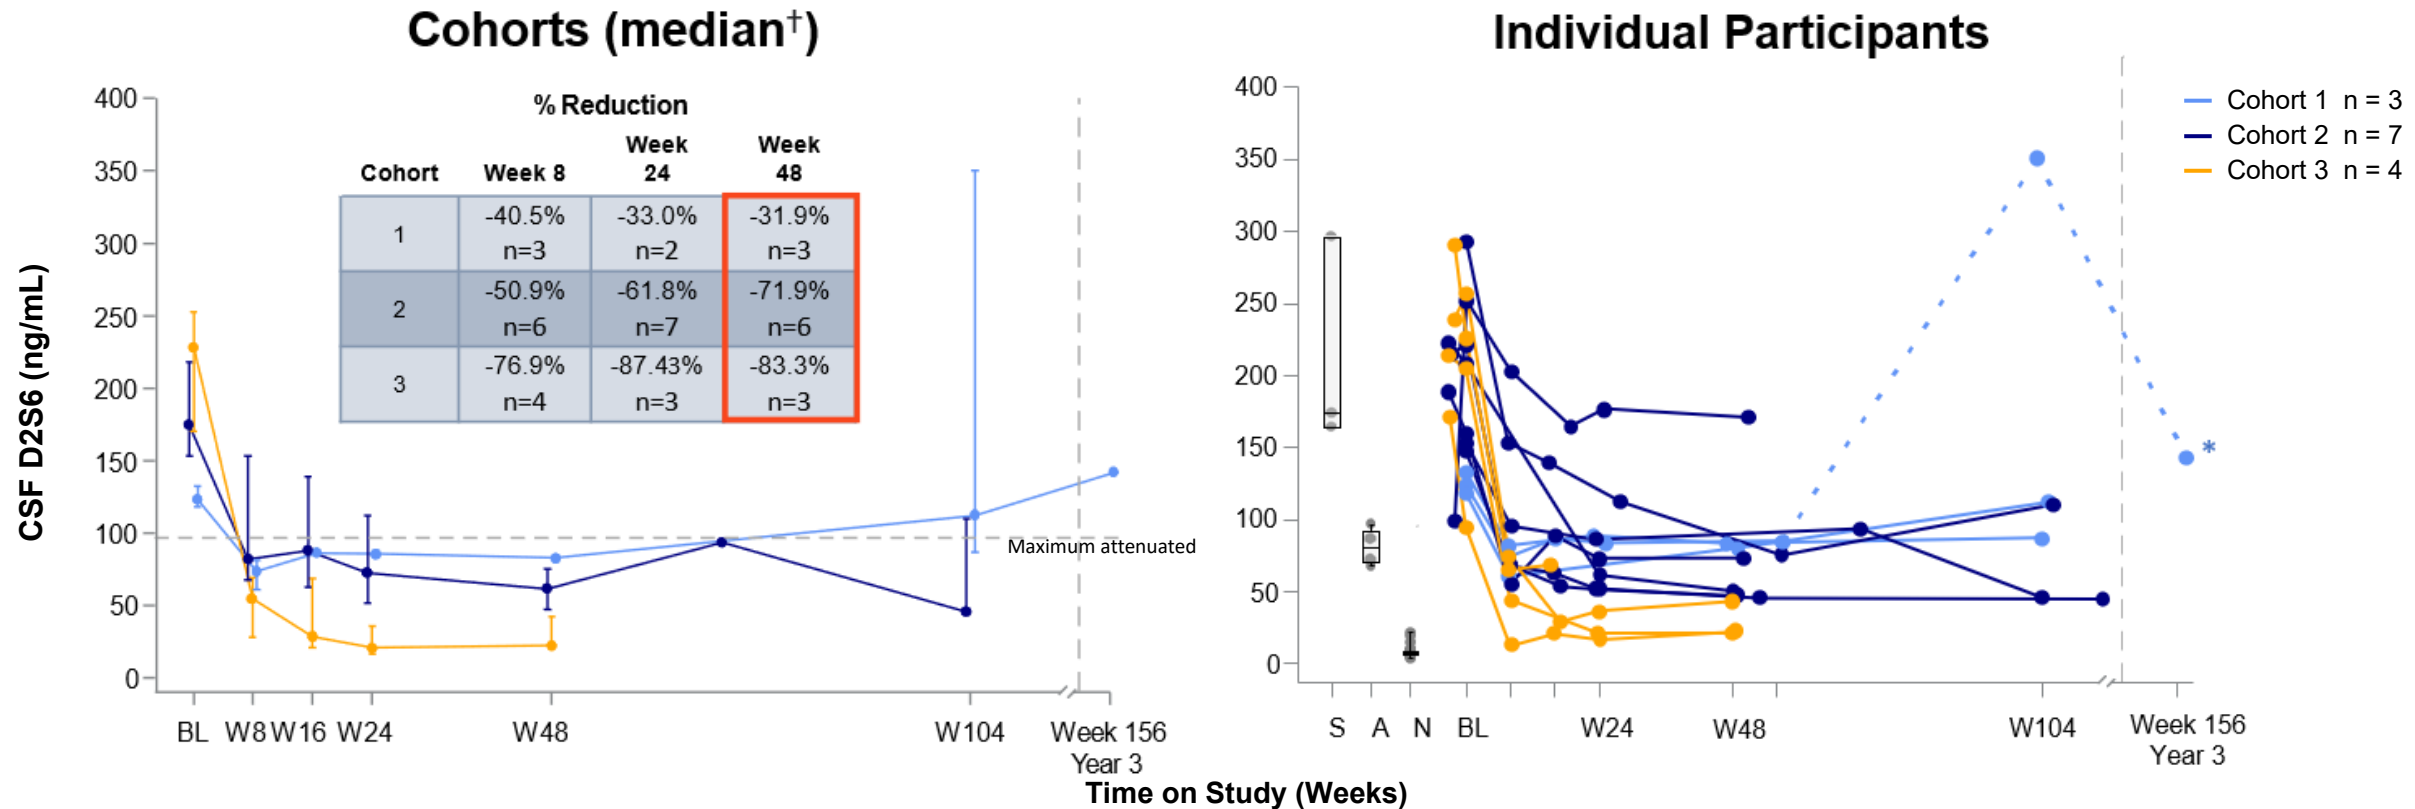 Cohorts (median†)
Individual Participants
CSF D2S6 (ng/mL)
400
350
300
250
200
150
100
50
0
% Reduction
Cohort Week 8 Week 24 Week 48
1 -40.5% n=3 -33.0% n=2 -31.9% n=3
2 -50.9% n=6 -61.8% n=7 -71.9% n=6
3 -76.9% n=4 -87.43% n=3 -83.3% n=3
Maximum attenuated
BL W8 W16 W24 W48 W104 Week 156
Year 3
400
350
300
250
200
150
100
50
0
Cohort 1 n = 3
Cohort 2 n = 7
Cohort 3 n = 4
*
S A N BL W24 W48 W104 Week 156
Year 3
Time on Study (Weeks)